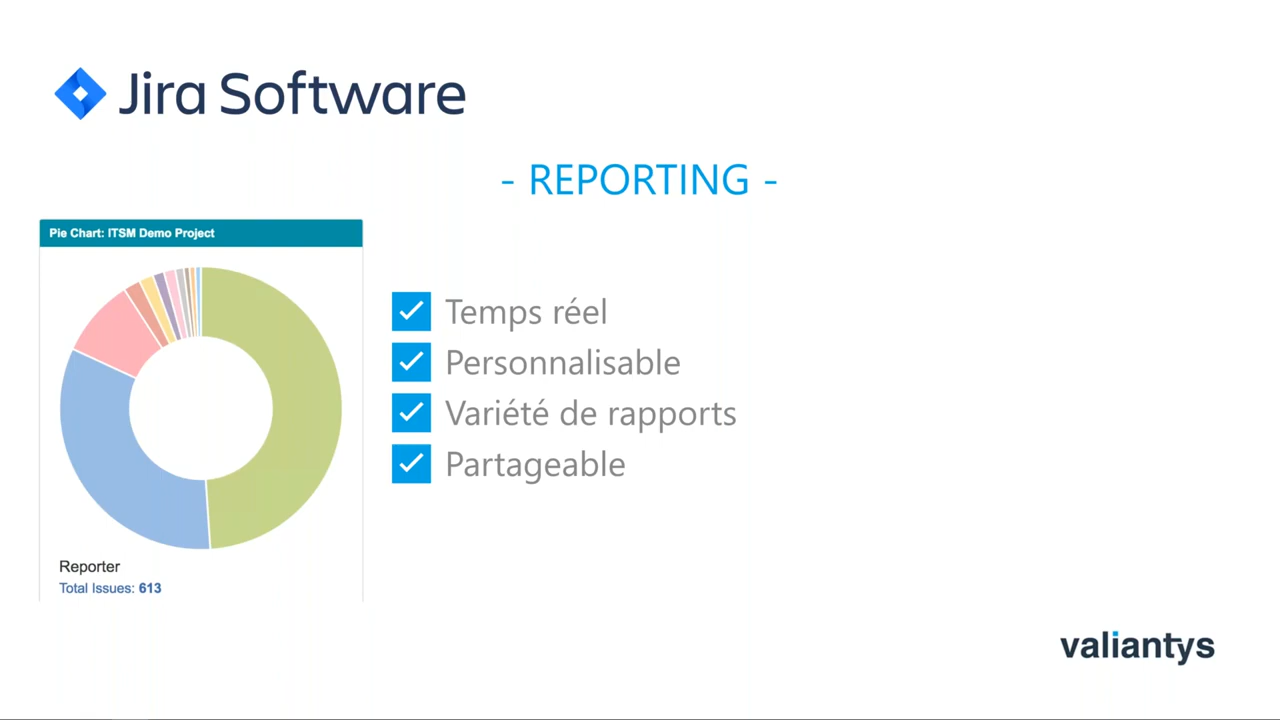 Jira Software
- REPORTING -
Pie Chart: ITSM Demo Project
Temps réel
Personnalisable
Variété de rapports
Partageable
Reporter
Total Issues: 613
valiantys